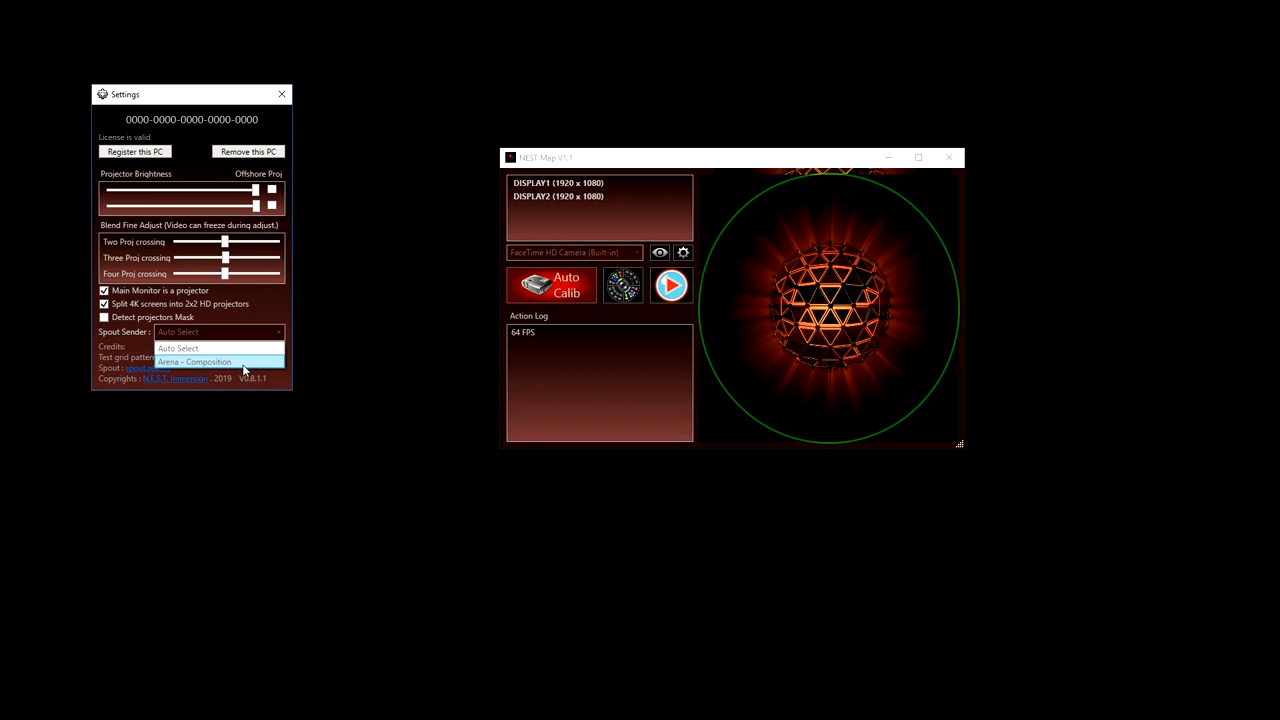 Settings
0000-0000-0000-0000-0000
License is valid
Register this PC
Remove this PC
Projector Brightness
Offshore Proj
Blend Fine Adjust (Video can freeze during adjust.)
Two Proj crossing
Three Proj crossing
Four Proj crossing
Main Monitor is a projector
Split 4K screens into 2x2 HD projectors
Detect projectors Mask
Spout Sender : Auto Select
Auto Select
Arena - Composition
Credits:
Test grid pattern
Spout :
Copyrights : N.E.S.T. Immersion . 2019 V0.8.1.1
NEST Map V1.1
DISPLAY1 (1920 x 1080)
DISPLAY2 (1920 x 1080)
FaceTime HD Camera (Built-in)
Auto
Calib
Action Log
64 FPS